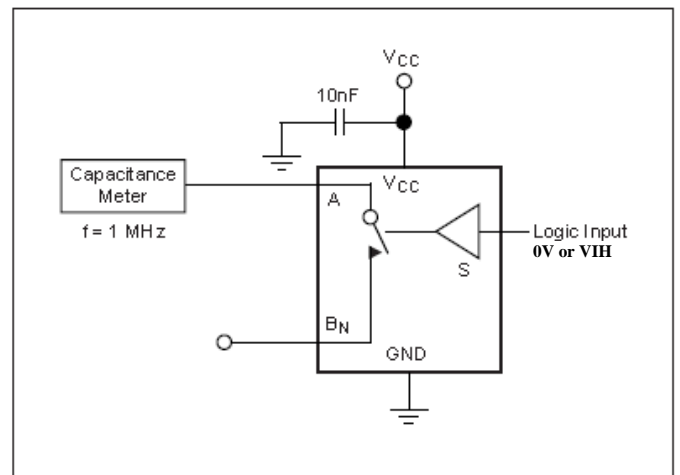 VCC
10nF
Capacitance
Meter
f = 1 MHz
A
VCC
Logic Input
0V or VIH
S
BN
GND